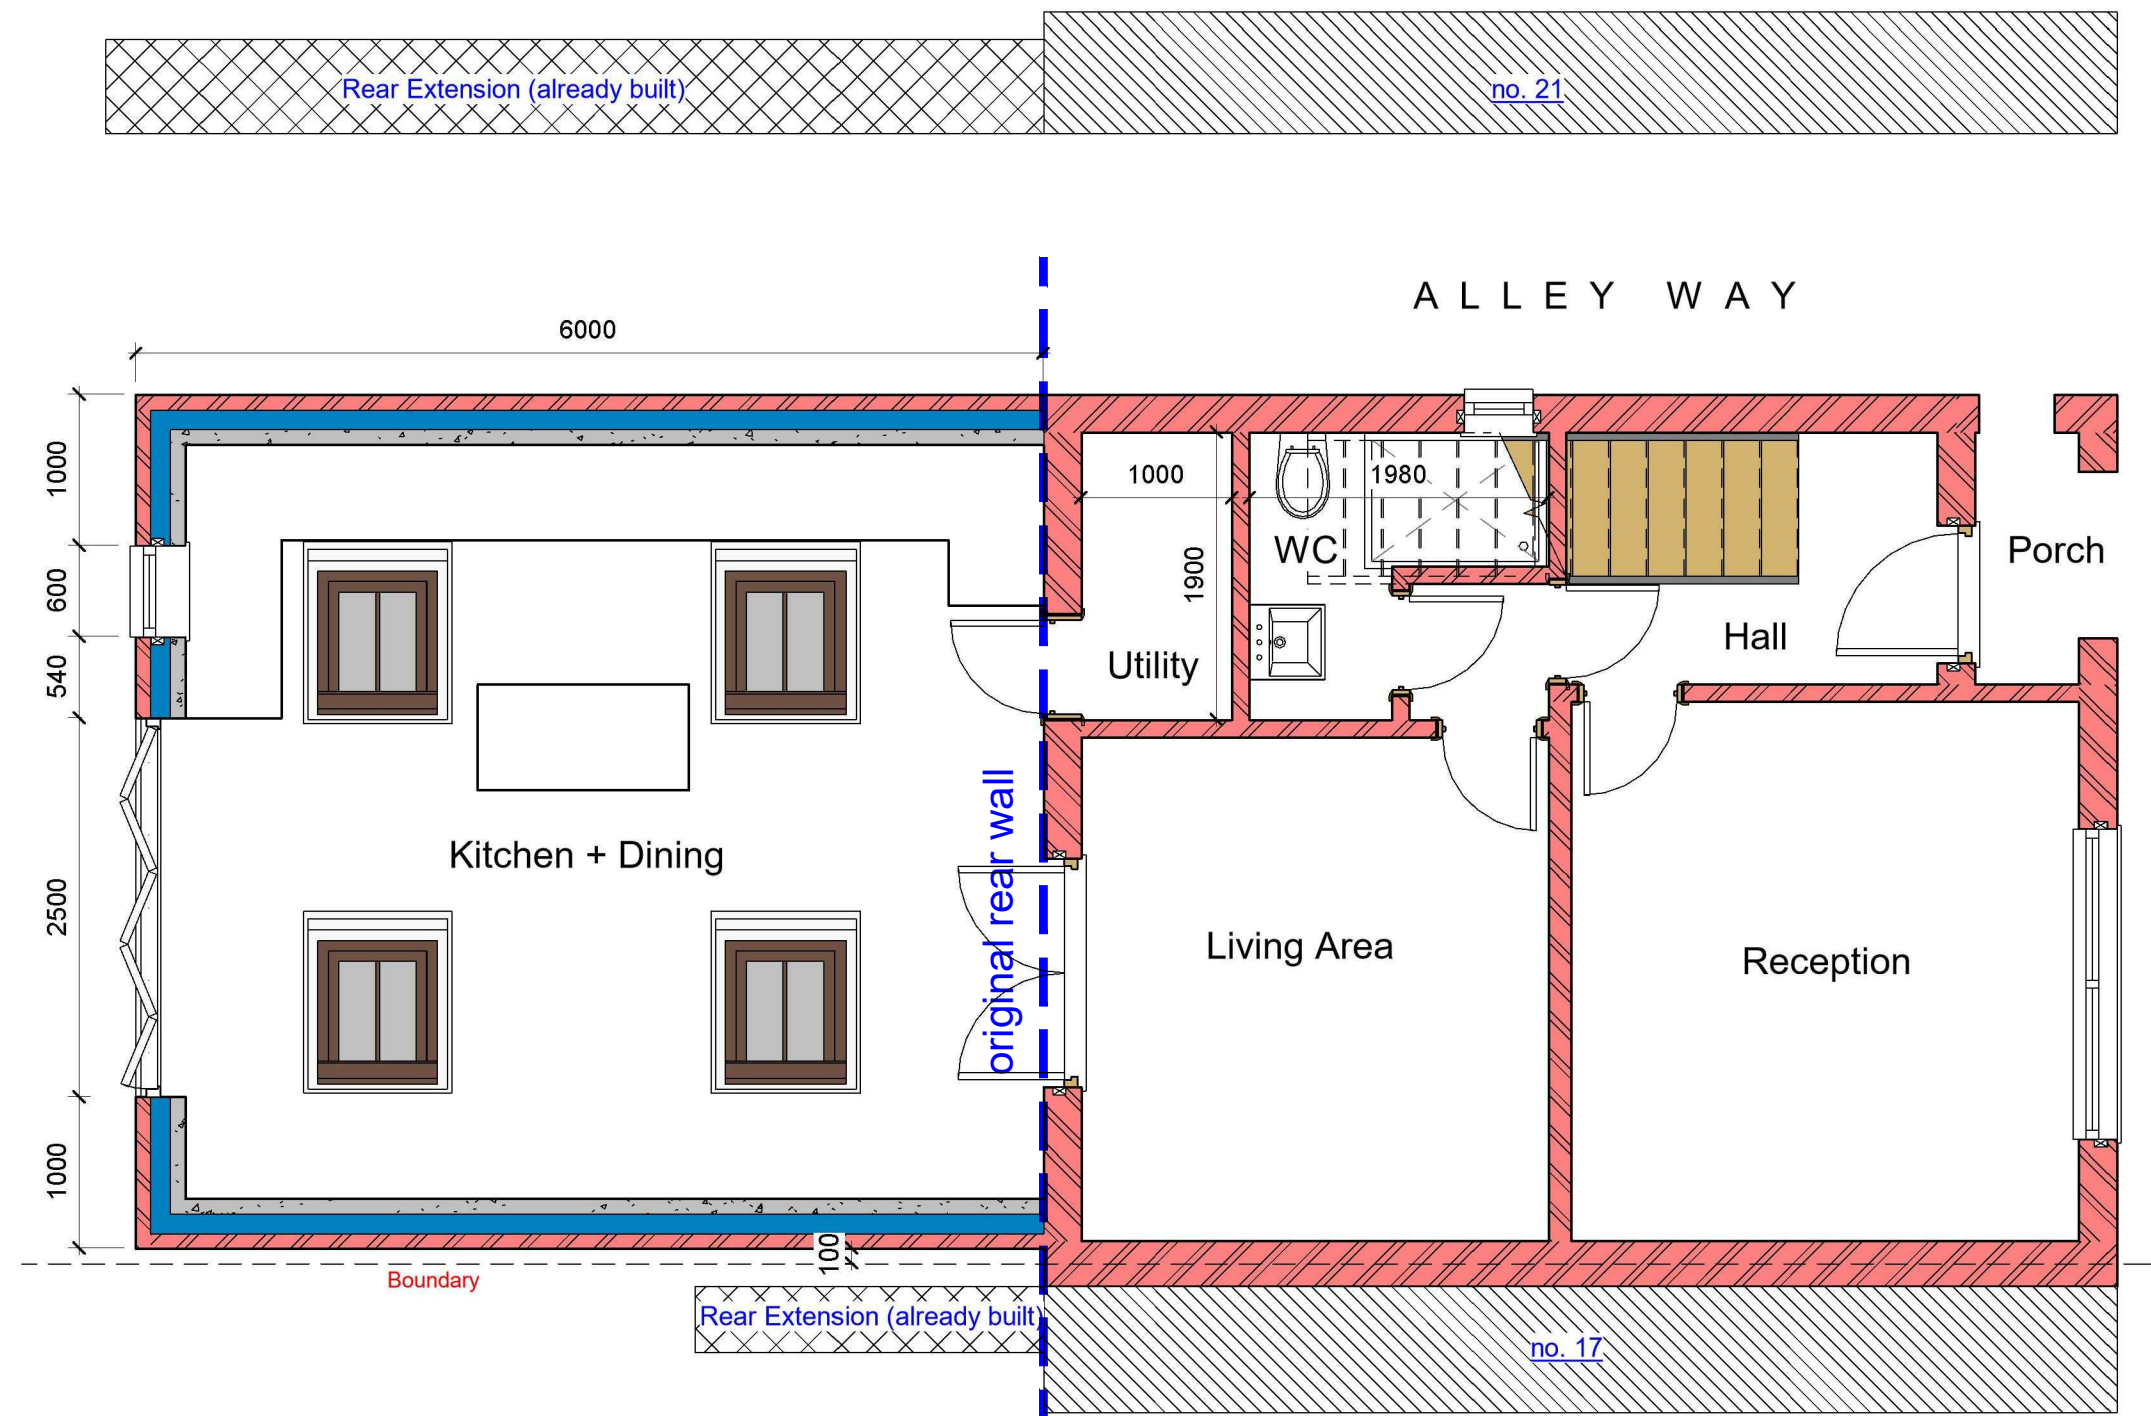 Rear Extension (already built)
no. 21
ALLEY WAY
6000
1000
600
540
2500
1000
1000
1900
1980
WC
Utility
Hall
Porch
original rear wall
Kitchen + Dining
Living Area
Reception
100
Boundary
Rear Extension (already built)
no. 17